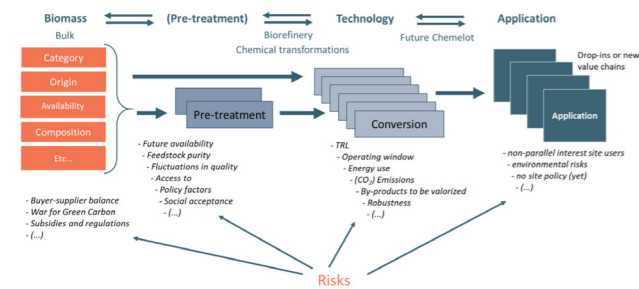 Biomass
(Pre-treatment)
Technology
Application
Bulk
Biorefinery
Chemical transformations
Future Chemelot
Category
Origin
Availability
Composition
Etc...
Pre-treatment
Conversion
Drop-ins or new
value chains
Application
- Future availability
- Feedstock purity
- Fluctuations in quality
- Access to
- Policy factors
- Social acceptance
- (...)
- TRL
- Operating window
- Energy use
- (CO₂) Emissions
- By-products to be valorized
- Robustness
- (...)
- non-parallel interest site users
- environmental risks
- no site policy (yet)
- (...)
- Buyer-supplier balance
- War for Green Carbon
- Subsidies and regulations
- (...)
Risks